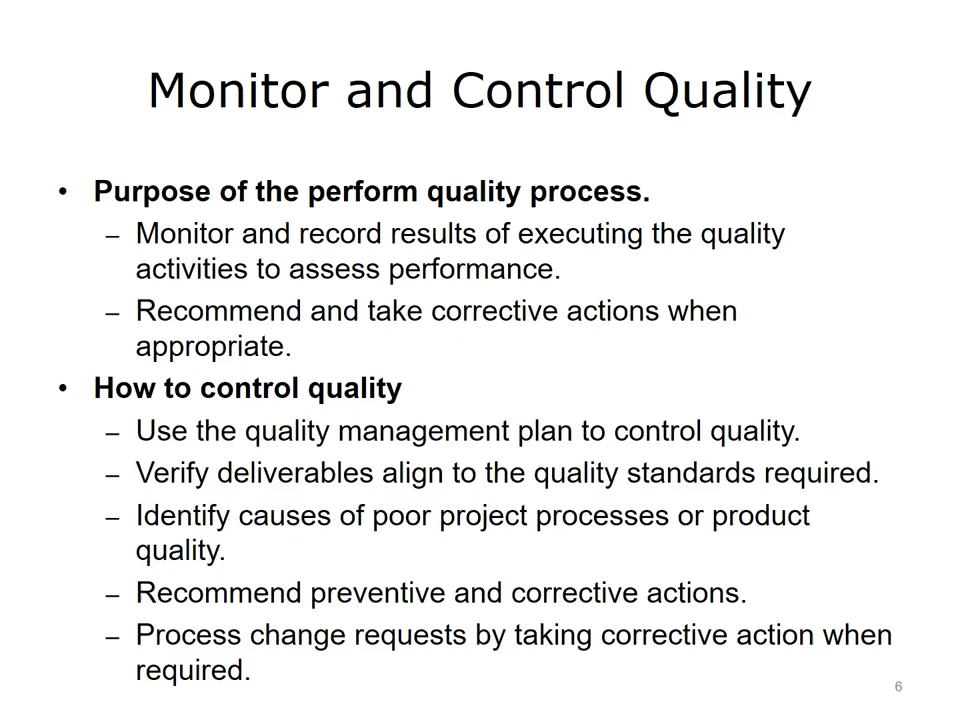 Monitor and Control Quality
• Purpose of the perform quality process.
– Monitor and record results of executing the quality
activities to assess performance.
– Recommend and take corrective actions when
appropriate.
• How to control quality
– Use the quality management plan to control quality.
– Verify deliverables align to the quality standards required.
– Identify causes of poor project processes or product
quality.
– Recommend preventive and corrective actions.
– Process change requests by taking corrective action when
required.
6